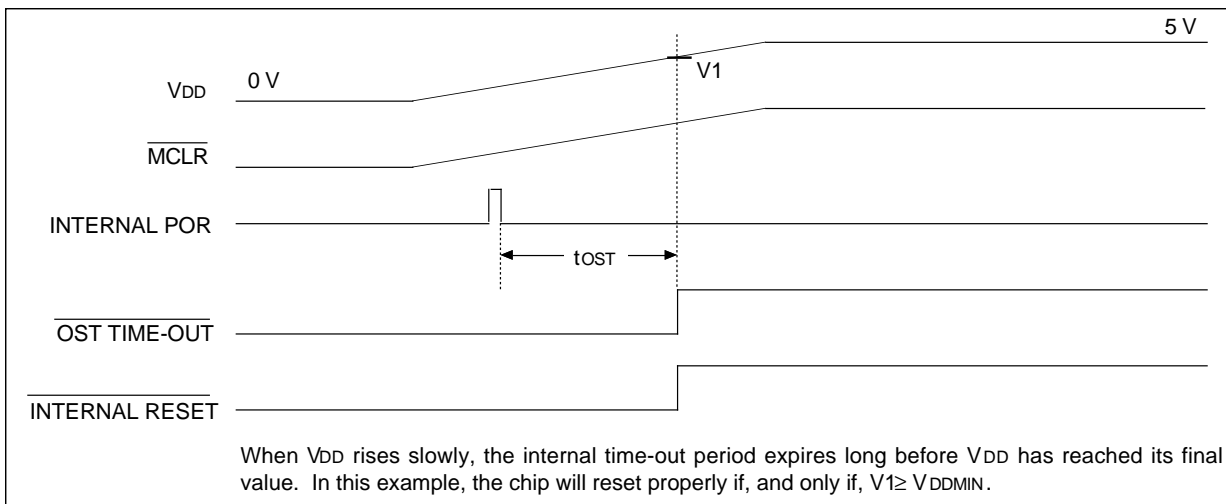 5 V
0 V
VDD
V1
MCLR
INTERNAL POR
tOST
OST TIME-OUT
INTERNAL RESET
When VDD rises slowly, the internal time-out period expires long before VDD has reached its final
value. In this example, the chip will reset properly if, and only if, V1≥ VDDMIN.